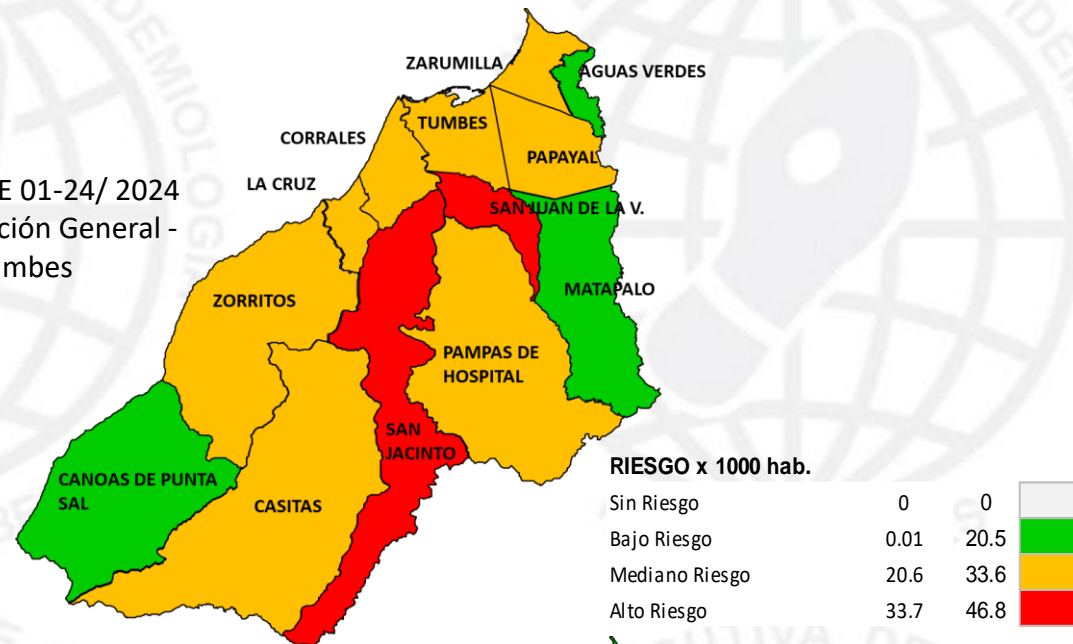 ZARUMILLA
AGUAS VERDES
TUMBES
CORRALES
PAPAYAL
LA CRUZ
E 01-24/ 2024
ción General -
mbes
SAN JUAN DE LA V.
MATAPALO
ZORRITOS
PAMPAS DE
HOSPITAL
SAN
JACINTO
CANOAS DE PUNTA
SAL
CASITAS
RIESGO x 1000 hab.
Sin Riesgo 0 0
Bajo Riesgo 0.01 20.5
Mediano Riesgo 20.6 33.6
Alto Riesgo 33.7 46.8